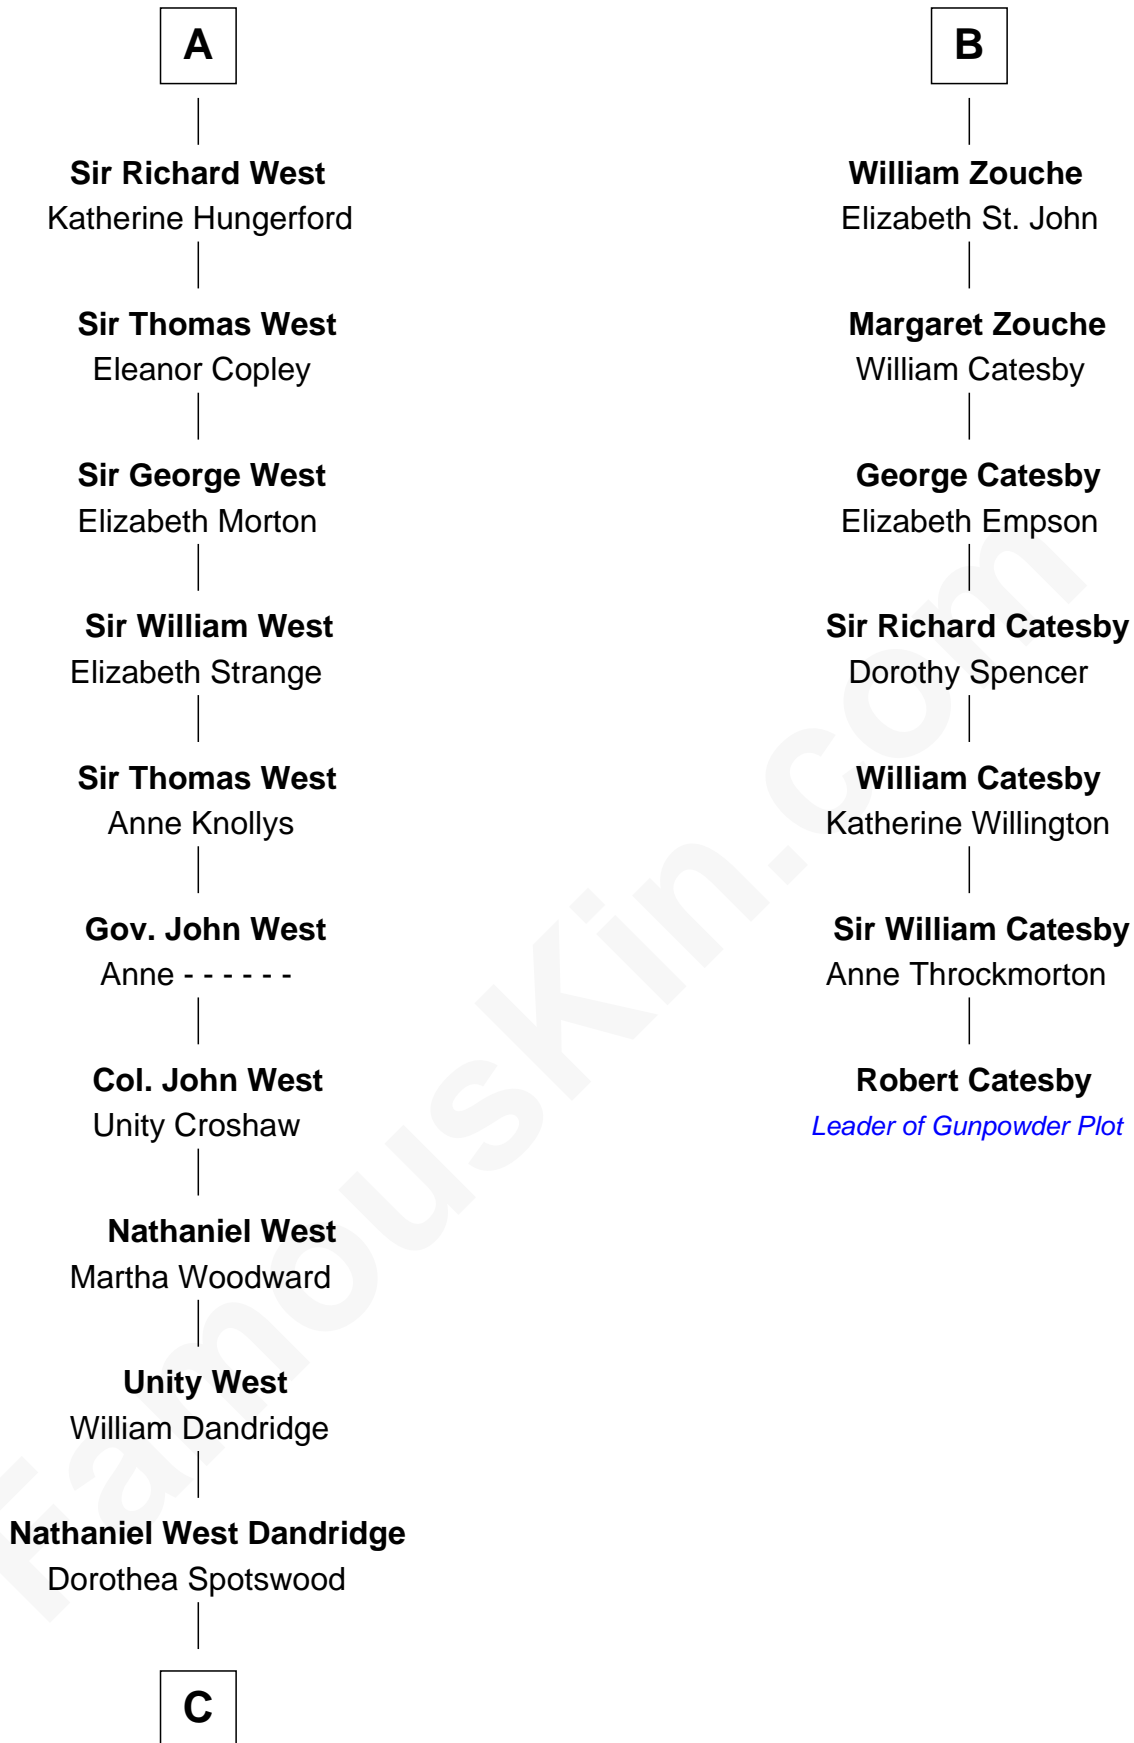 A
Sir Richard West
Katherine Hungerford
Sir Thomas West
Eleanor Copley
Sir George West
Elizabeth Morton
Sir William West
Elizabeth Strange
Sir Thomas West
Anne Knollys
Gov. John West
Anne - - - - - -
Col. John West
Unity Croshaw
Nathaniel West
Martha Woodward
Unity West
William Dandridge
Nathaniel West Dandridge
Dorothea Spotswood
C
B
William Zouche
Elizabeth St. John
Margaret Zouche
William Catesby
George Catesby
Elizabeth Empson
Sir Richard Catesby
Dorothy Spencer
William Catesby
Katherine Willington
Sir William Catesby
Anne Throckmorton
Robert Catesby
Leader of Gunpowder Plot
FamousKin.com